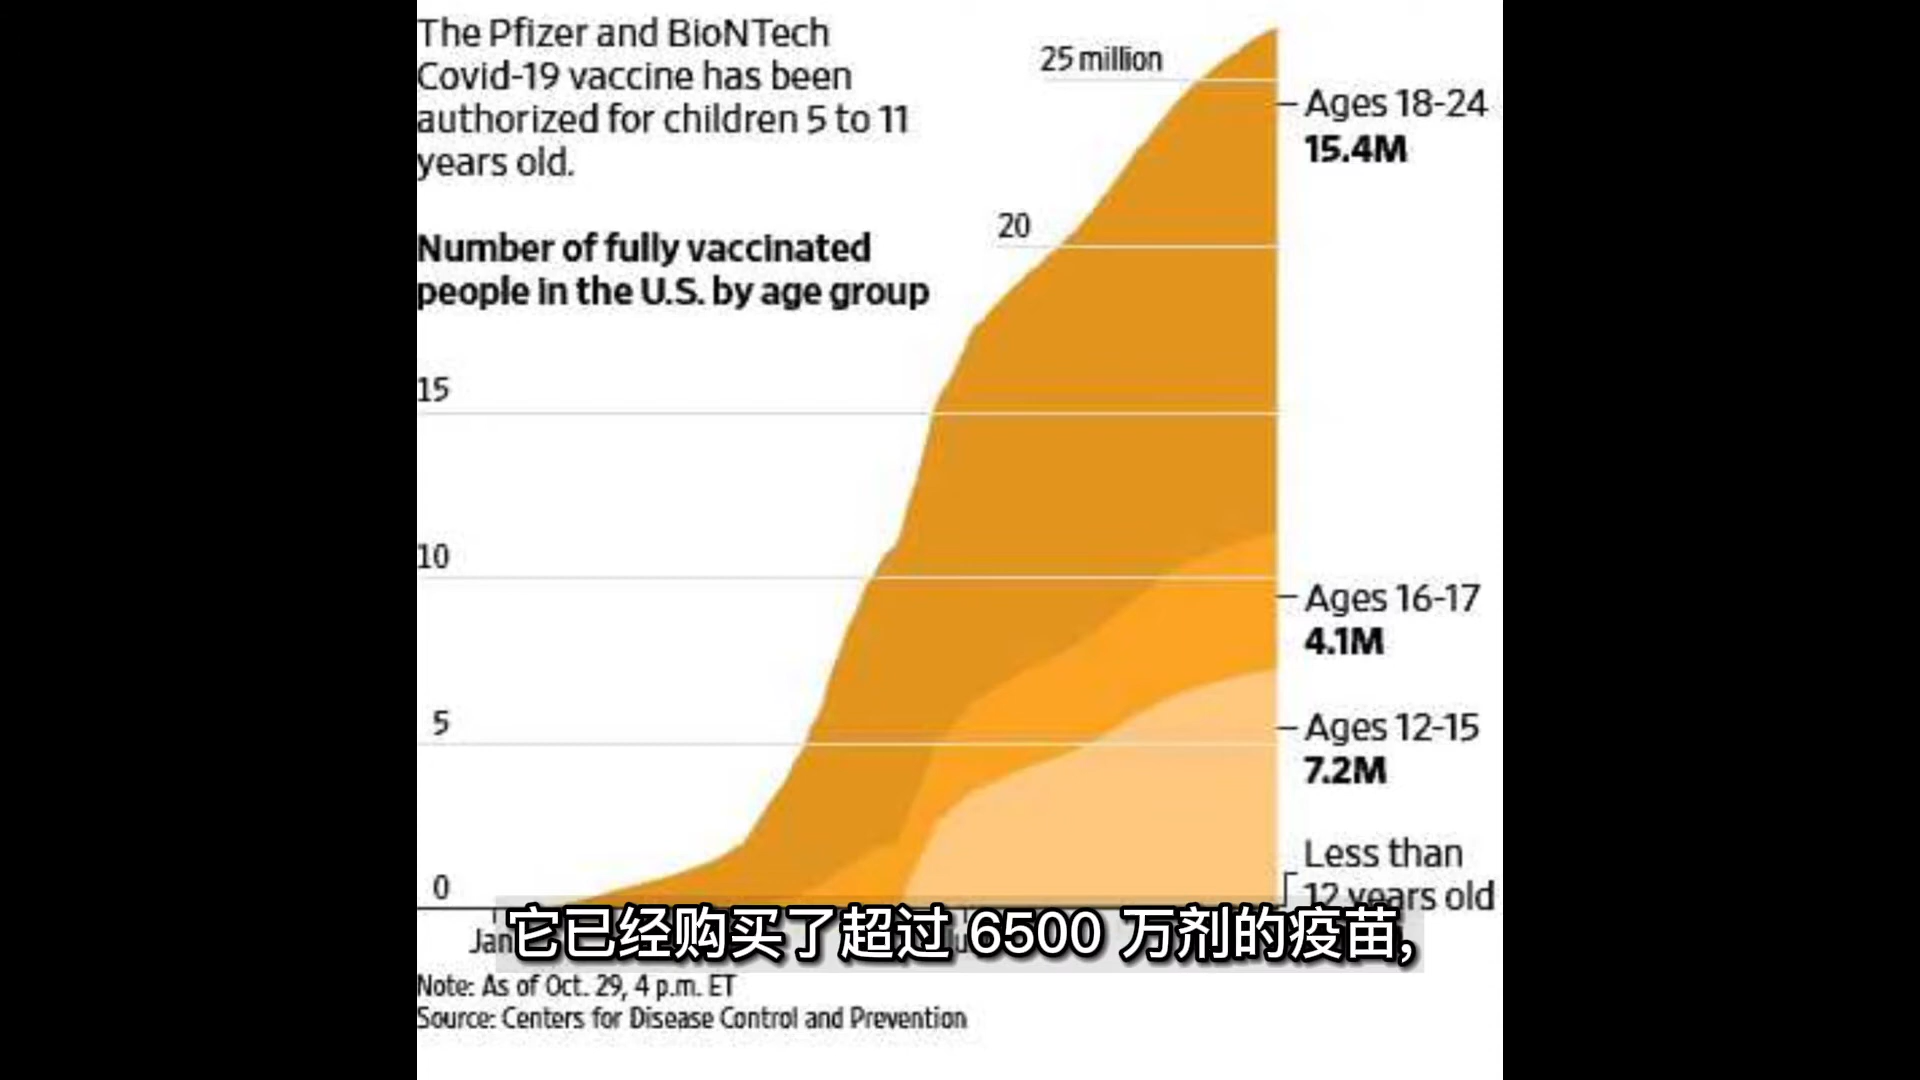 The Pfizer and BioNTech
Covid-19 vaccine has been
authorized for children 5 to 11
years old.
Number of fully vaccinated
people in the U.S. by age group
25 million
20
15
10
5
0
Ages 18-24
15.4M
Ages 16-17
4.1M
Ages 12-15
7.2M
Less than
12 years old
Jan
它已经购买了超过 6500 万剂的疫苗,
Note: As of Oct. 29, 4 p.m. ET
Source: Centers for Disease Control and Prevention